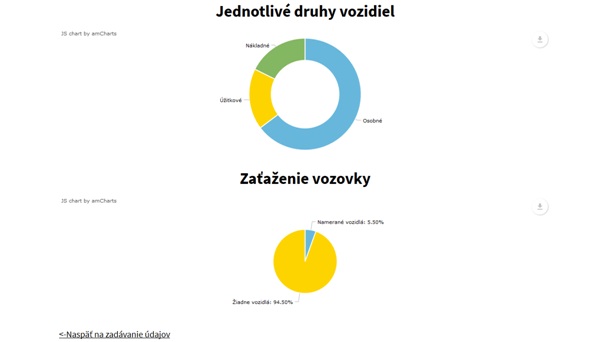 Jednotlivé druhy vozidiel
JS chart by amCharts
Nákladné
Úžitkové
Osobné
Zaťaženie vozovky
JS chart by amCharts
Namerané vozidlá: 5.50%
Žiadne vozidlá: 94.50%
<-Naspäť na zadávanie údajov